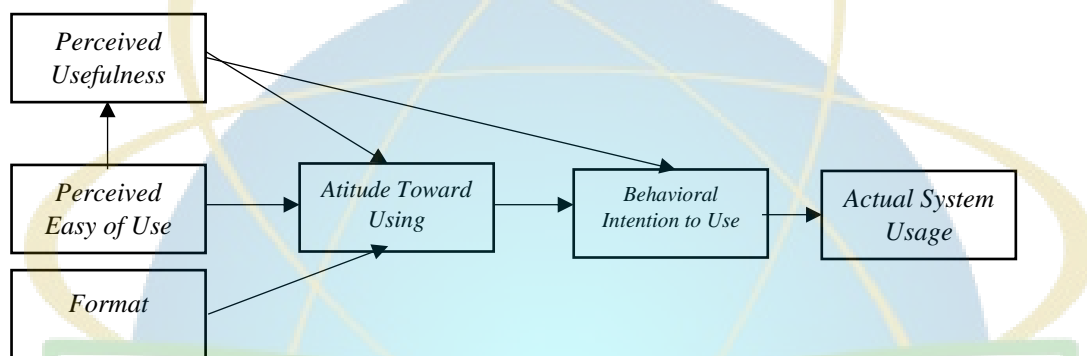 Perceived
Usefulness
Perceived
Easy of Use
Atitude Toward
Using
Behavioral
Intention to Use
Actual System
Usage
Format